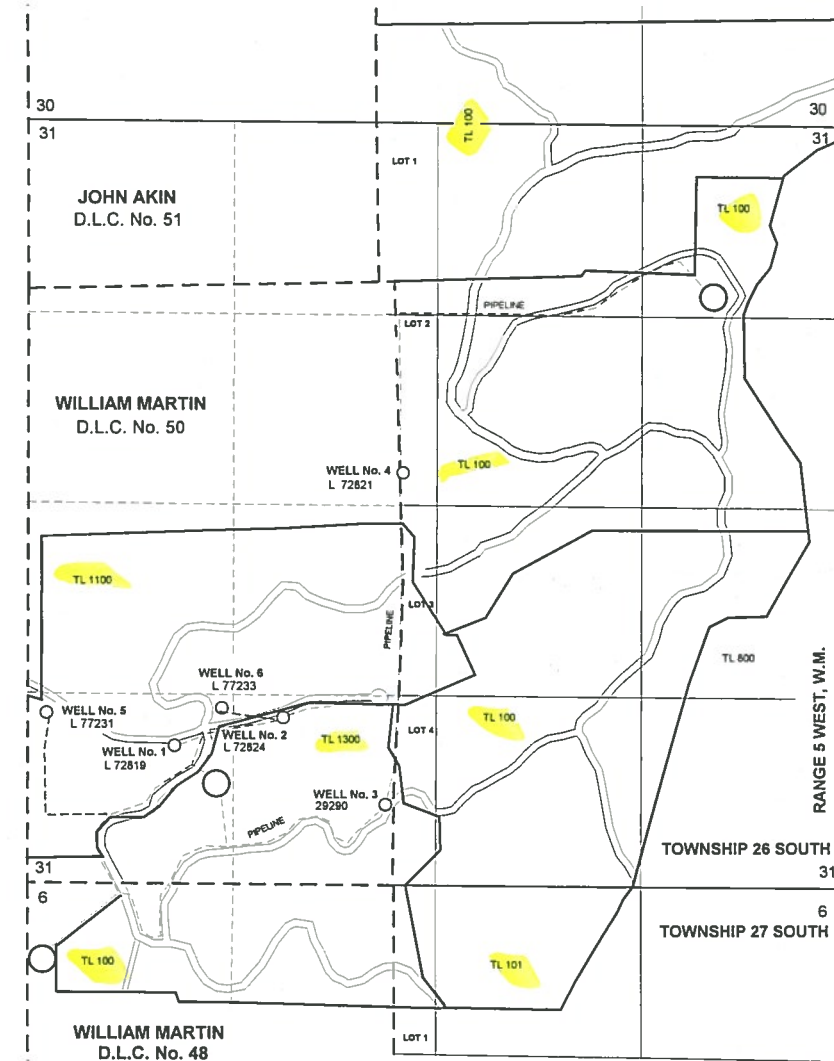 30
31
30
31
TL 100
LOT 1
JOHN AKIN
D.L.C. No. 51
TL 100
PIPELINE
LOT 2
WILLIAM MARTIN
D.L.C. No. 50
WELL No. 4
L 72821
TL 100
TL 1100
LOT 3
PIPELINE
TL 800
WELL No. 6
L 77233
WELL No. 5
L 77231
WELL No. 2
L 72824
WELL No. 1
L 72819
TL 1300
TL 100
LOT 4
RANGE 5 WEST, W.M.
WELL No. 3
29290
PIPELINE
TOWNSHIP 26 SOUTH
31
6
31
6
TOWNSHIP 27 SOUTH
TL 100
TL 101
WILLIAM MARTIN
D.L.C. No. 48
LOT 1